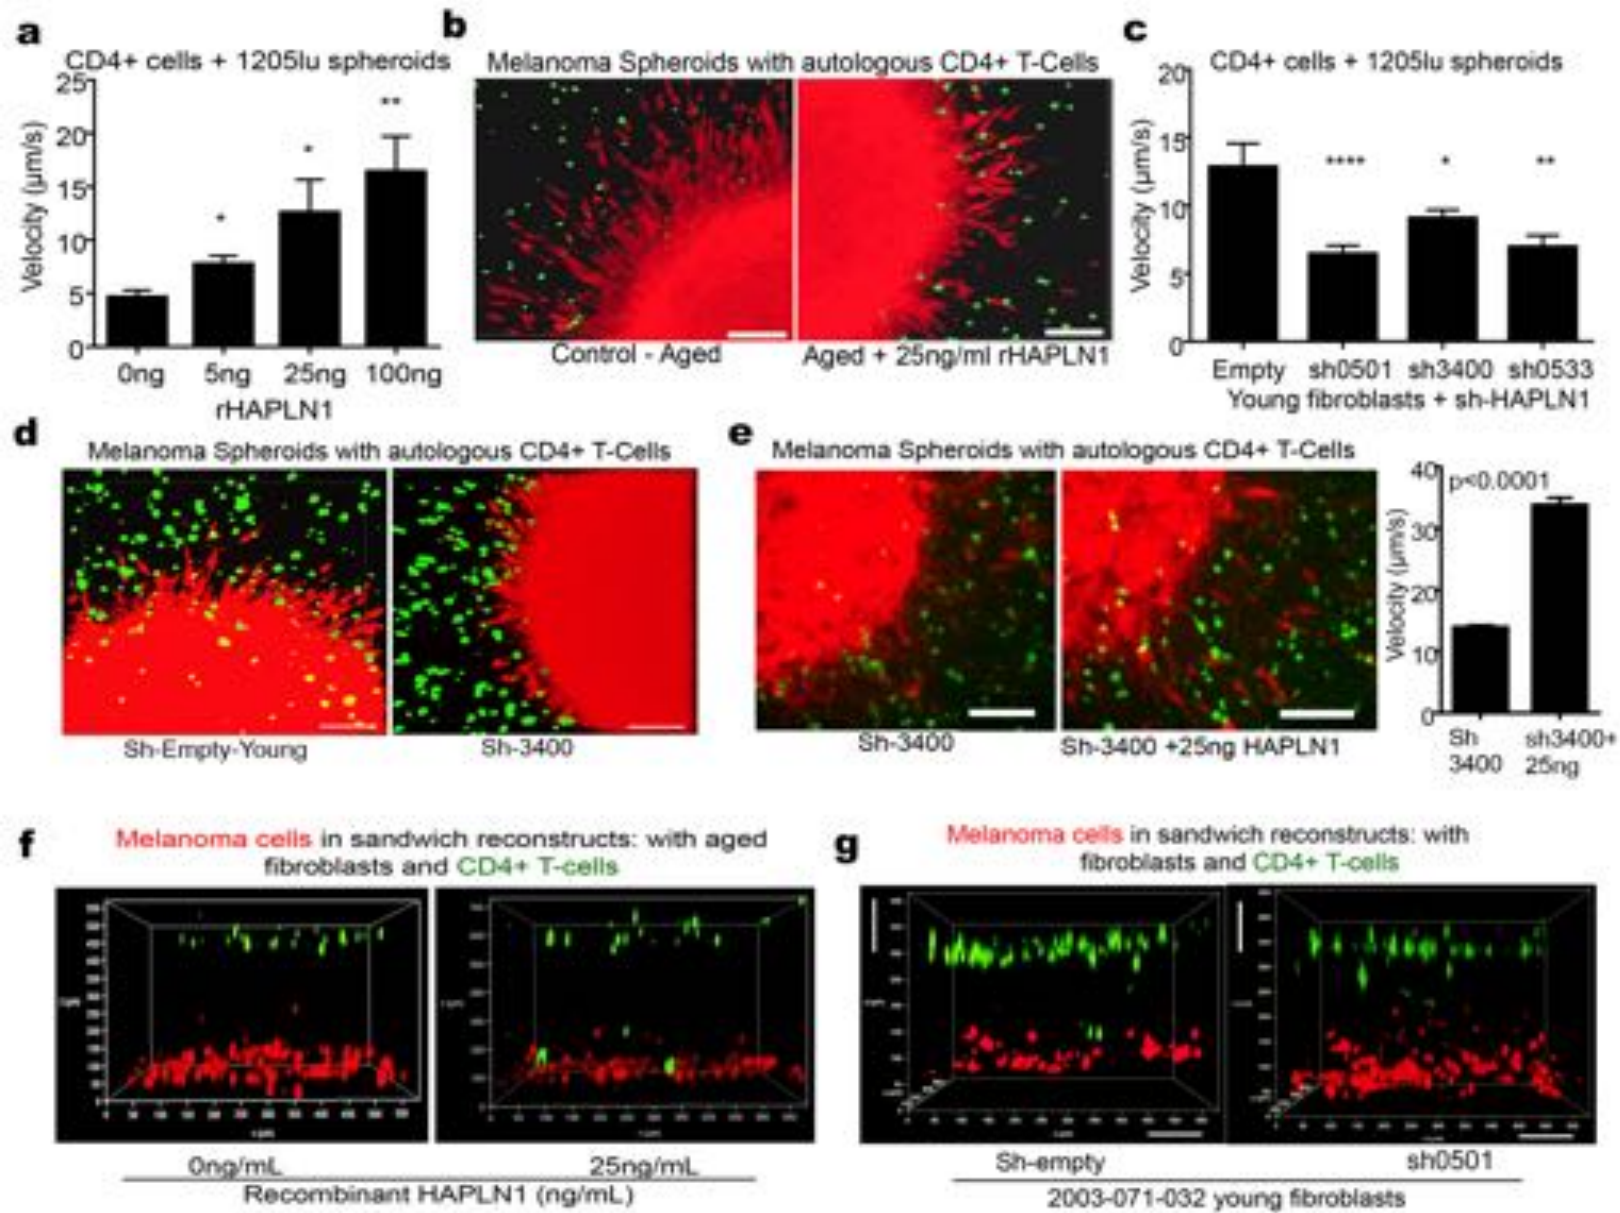 a
CD4+ cells + 1205lu spheroids
25
20
15
10
5
0
Velocity (μm/s)
*
*
**
0ng 5ng 25ng 100ng
rHAPLN1
b
Melanoma Spheroids with autologous CD4+ T-Cells
Control - Aged
Aged + 25ng/ml rHAPLN1
c
CD4+ cells + 1205lu spheroids
20
15
10
5
0
Velocity (μm/s)
****
*
**
Empty sh0501 sh3400 sh0533
Young fibroblasts + sh-HAPLN1
d
Melanoma Spheroids with autologous CD4+ T-Cells
Sh-Empty-Young
Sh-3400
e
Melanoma Spheroids with autologous CD4+ T-Cells
Sh-3400
Sh-3400 +25ng HAPLN1
40
30
20
10
0
p<0.0001
Velocity (μm/s)
Sh
3400
sh3400+
25ng
f
Melanoma cells in sandwich reconstructs: with aged
fibroblasts and CD4+ T-cells
0ng/mL
25ng/mL
Recombinant HAPLN1 (ng/mL)
g
Melanoma cells in sandwich reconstructs: with
fibroblasts and CD4+ T-cells
Sh-empty
sh0501
2003-071-032 young fibroblasts